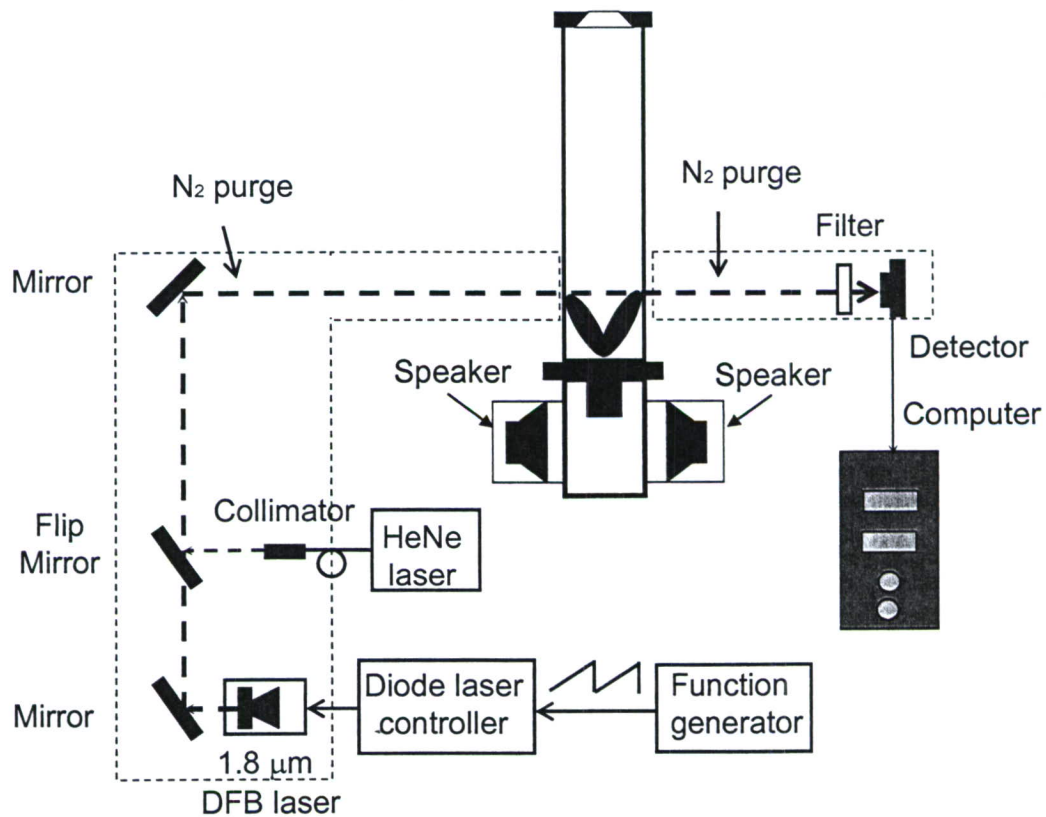 N₂ purge
N₂ purge
Filter
Mirror
Detector
Speaker
Speaker
Computer
Collimator
Flip
Mirror
HeNe
laser
Mirror
Diode laser
controller
Function
generator
1.8 μm
DFB laser